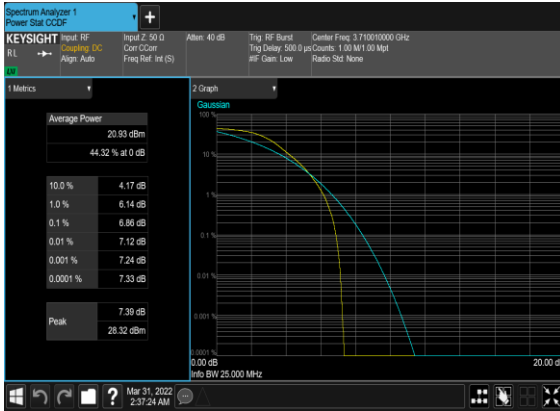 Spectrum Analyzer 1
Power Stat CCDF
+
KEYSIGHT
RL
LXI
Input: RF
Coupling: DC
Align: Auto
Input Z: 50 Ω
Corr CCorr
Freq Ref: Int (S)
Atten: 40 dB
Trig: RF Burst
Trig Delay: 500.0 µs
#IF Gain: Low
Center Freq: 3.710010000 GHz
Counts: 1.00 M/1.00 Mpt
Radio Std: None
1 Metrics
Average Power
20.93 dBm
44.32 % at 0 dB
10.0 % 4.17 dB
1.0 % 6.14 dB
0.1 % 6.86 dB
0.01 % 7.12 dB
0.001 % 7.24 dB
0.0001 % 7.33 dB
Peak
7.39 dB
28.32 dBm
2 Graph
Gaussian
100 %
10 %
1 %
0.1 %
0.01 %
0.001 %
0.0001 %
0.00 dB
20.00 d
Info BW 25.000 MHz
?
Mar 31, 2022
2:37:24 AM